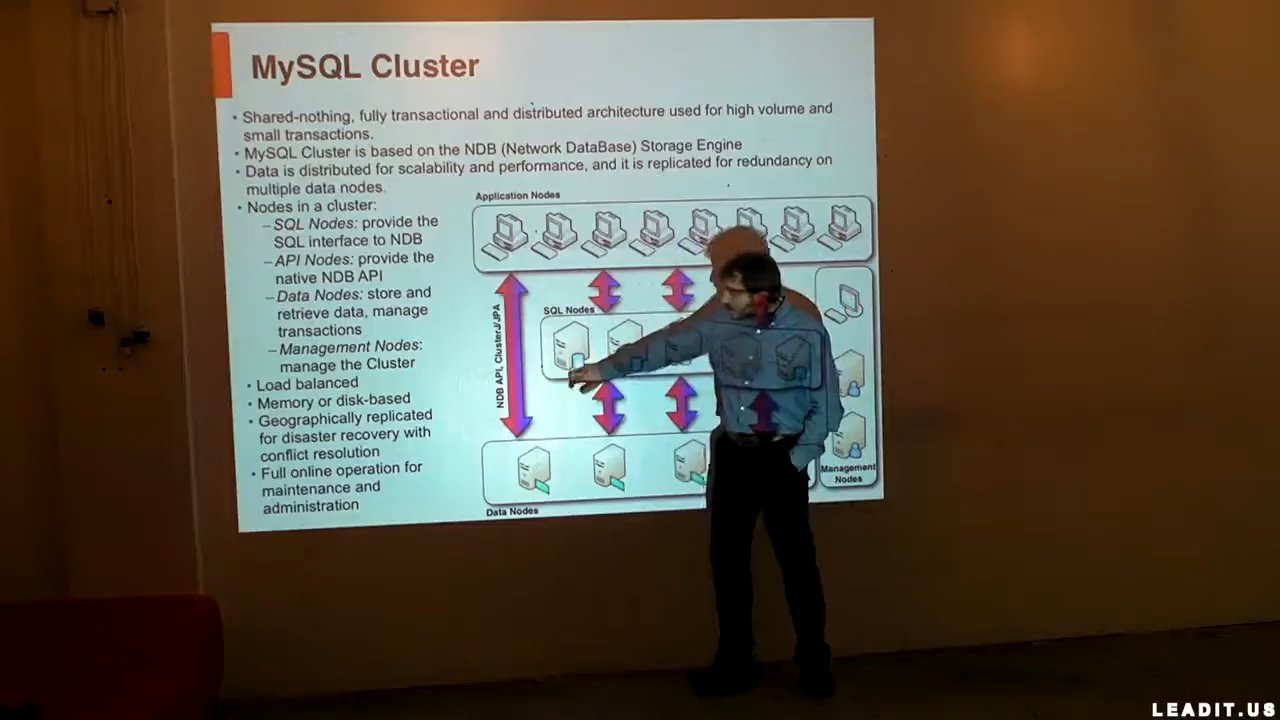 MySQL Cluster
• Shared-nothing, fully transactional and distributed architecture used for high volume and
small transactions.
• MySQL Cluster is based on the NDB (Network DataBase) Storage Engine
• Data is distributed for scalability and performance, and it is replicated for redundancy on
multiple data nodes.
• Nodes in a cluster:
– SQL Nodes: provide the
SQL interface to NDB
– API Nodes: provide the
native NDB API
– Data Nodes: store and
retrieve data, manage
transactions
– Management Nodes:
manage the Cluster
• Load balanced
• Memory or disk-based
• Geographically replicated
for disaster recovery with
conflict resolution
• Full online operation for
maintenance and
administration
Application Nodes
SQL Nodes
NDB API, ClusterJ/JPA
Data Nodes
Management
Nodes
LEADIT.US